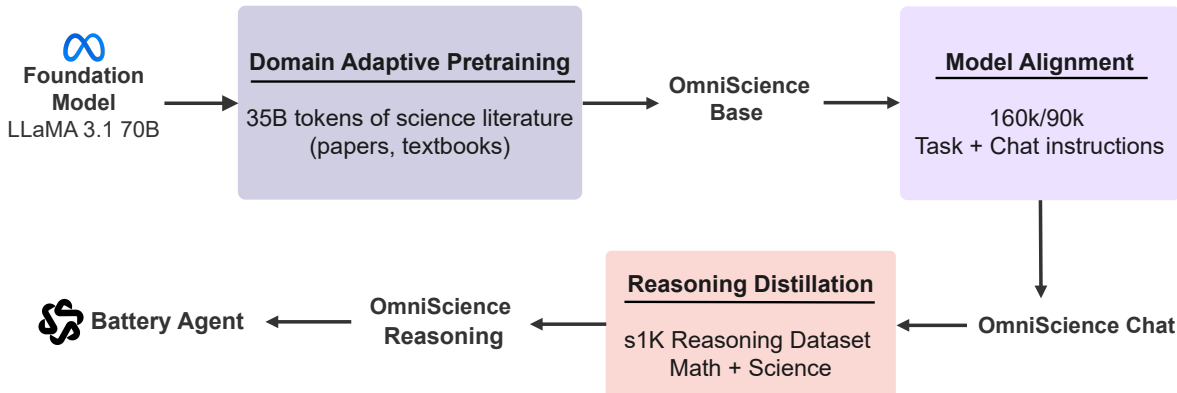 Foundation
Model
LLaMA 3.1 70B
Domain Adaptive Pretraining
35B tokens of science literature
(papers, textbooks)
OmniScience
Base
Model Alignment
160k/90k
Task + Chat instructions
OmniScience Chat
Reasoning Distillation
s1K Reasoning Dataset
Math + Science
OmniScience
Reasoning
Battery Agent